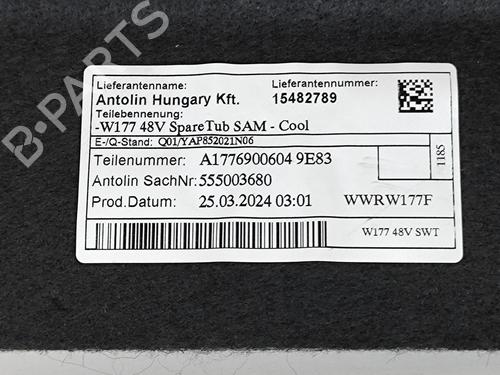 Lieferantenname: Lieferantennummer:
Antolin Hungary Kft. 15482789
Teilebennenung:
-W177 48V SpareTub SAM - Cool
E-/Q-Stand: Q01/YAP852021N06
Teilenummer: A1776900604 9E83
Antolin SachNr: 555003680
Prod.Datum: 25.03.2024 03:01 WWRW177F
1185
W177 48V SWT
B-PARTS